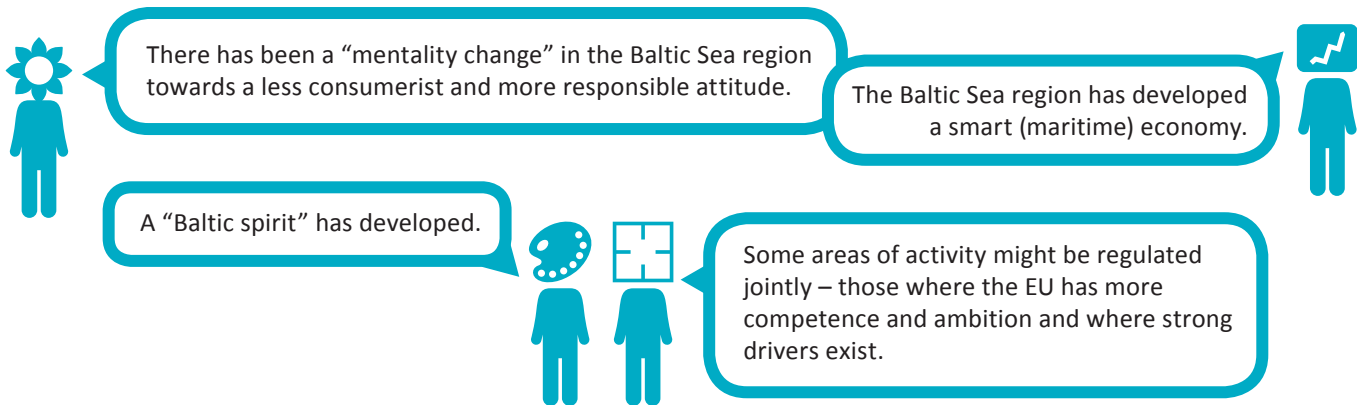 There has been a “mentality change” in the Baltic Sea region
towards a less consumerist and more responsible attitude.
The Baltic Sea region has developed
a smart (maritime) economy.
A “Baltic spirit” has developed.
Some areas of activity might be regulated
jointly – those where the EU has more
competence and ambition and where strong
drivers exist.